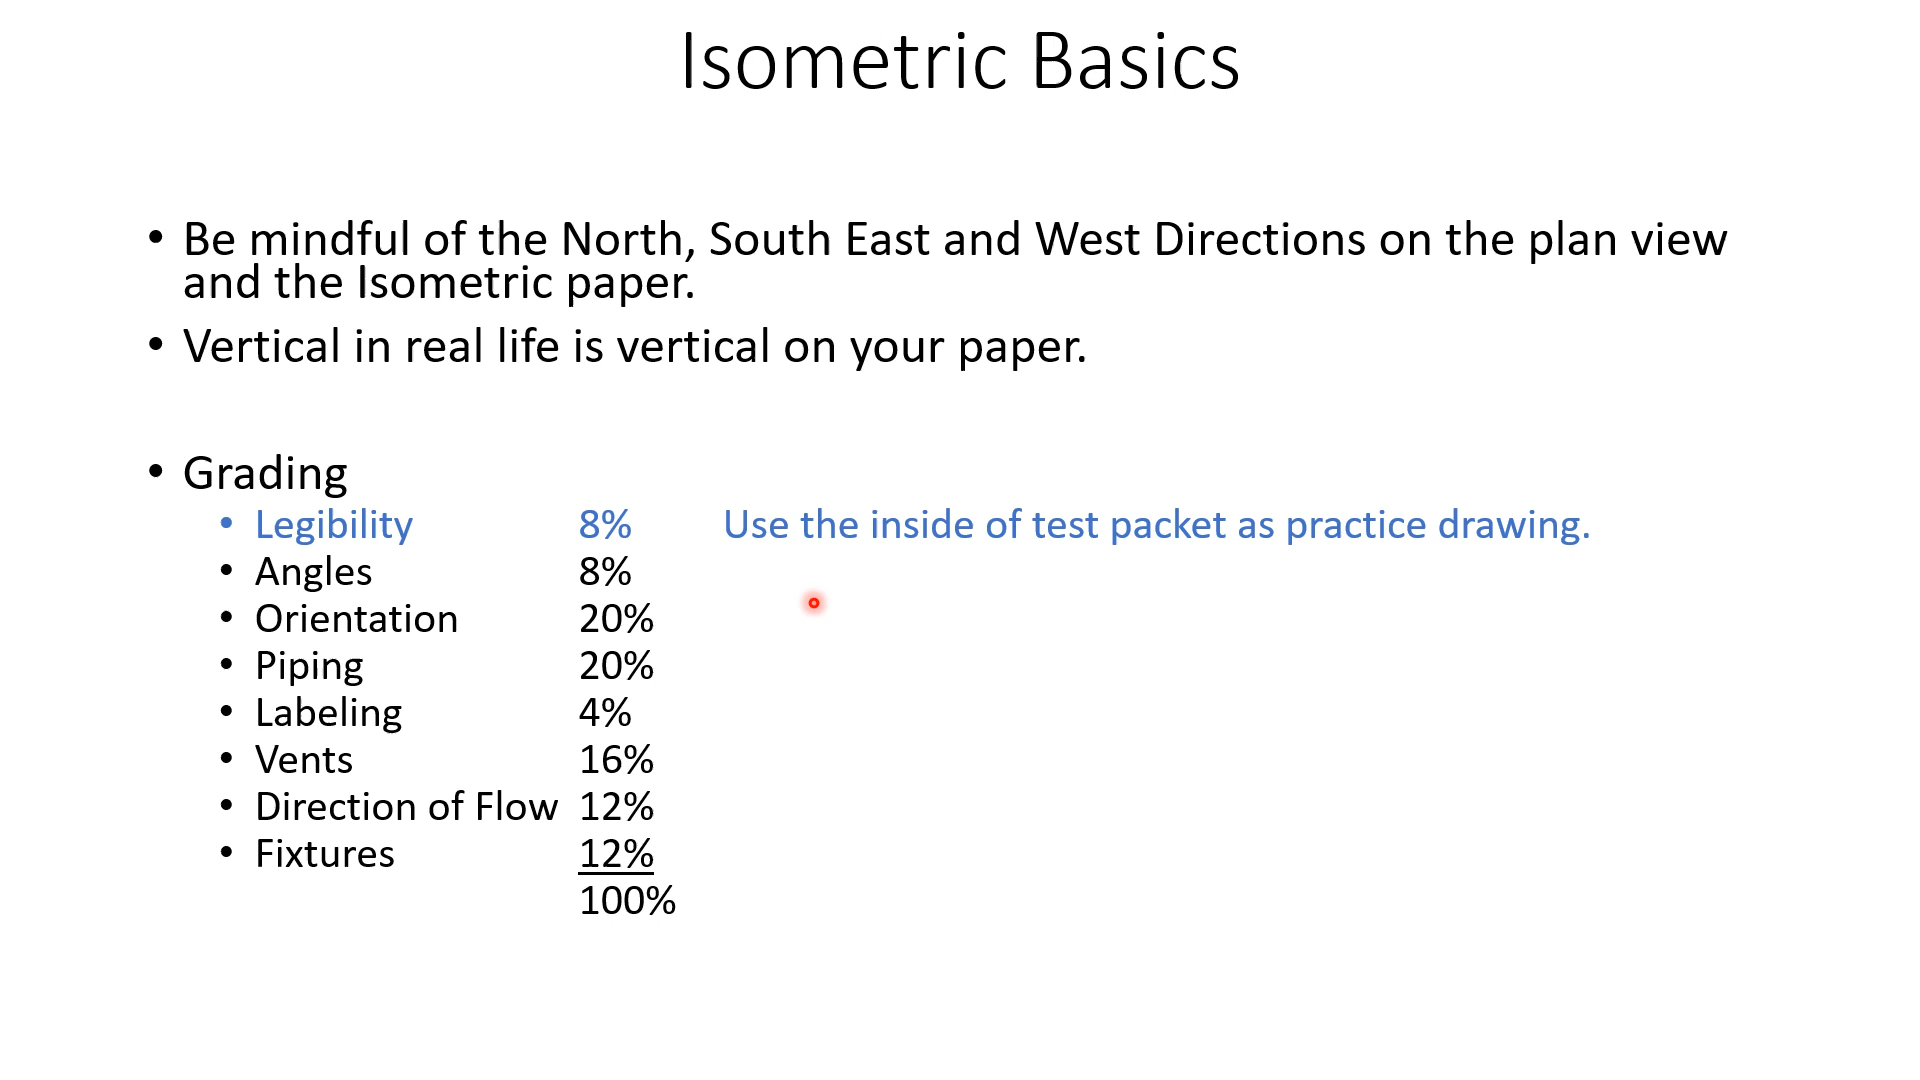 Isometric Basics
• Be mindful of the North, South East and West Directions on the plan view
and the Isometric paper.
• Vertical in real life is vertical on your paper.
• Grading
• Legibility 8% Use the inside of test packet as practice drawing.
• Angles 8%
• Orientation 20%
• Piping 20%
• Labeling 4%
• Vents 16%
• Direction of Flow 12%
• Fixtures 12%
100%